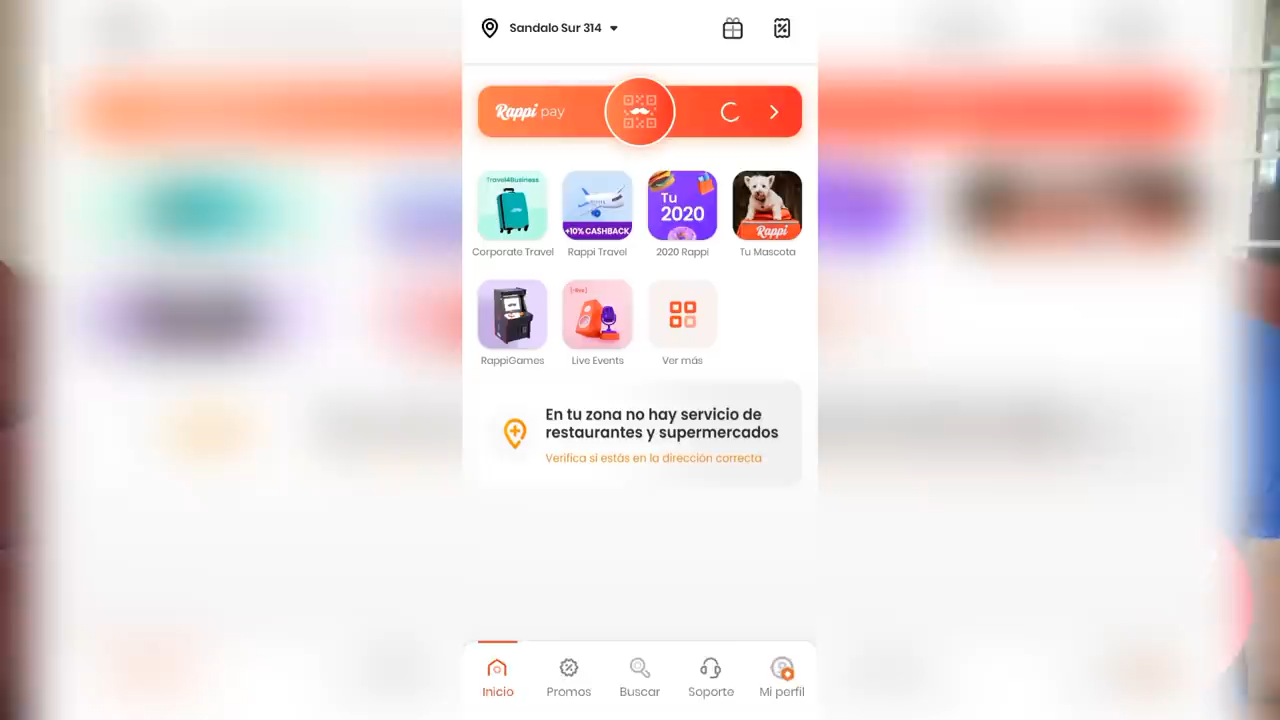 Sandalo Sur 314
Rappi pay
Travel4Business
+10% CASHBACK
Tu
2020
Rappi
Corporate Travel
Rappi Travel
2020 Rappi
Tu Mascota
RappiGames
Live Events
Ver más
En tu zona no hay servicio de
restaurantes y supermercados
Verifica si estás en la dirección correcta
Inicio
Promos
Buscar
Soporte
Mi perfil